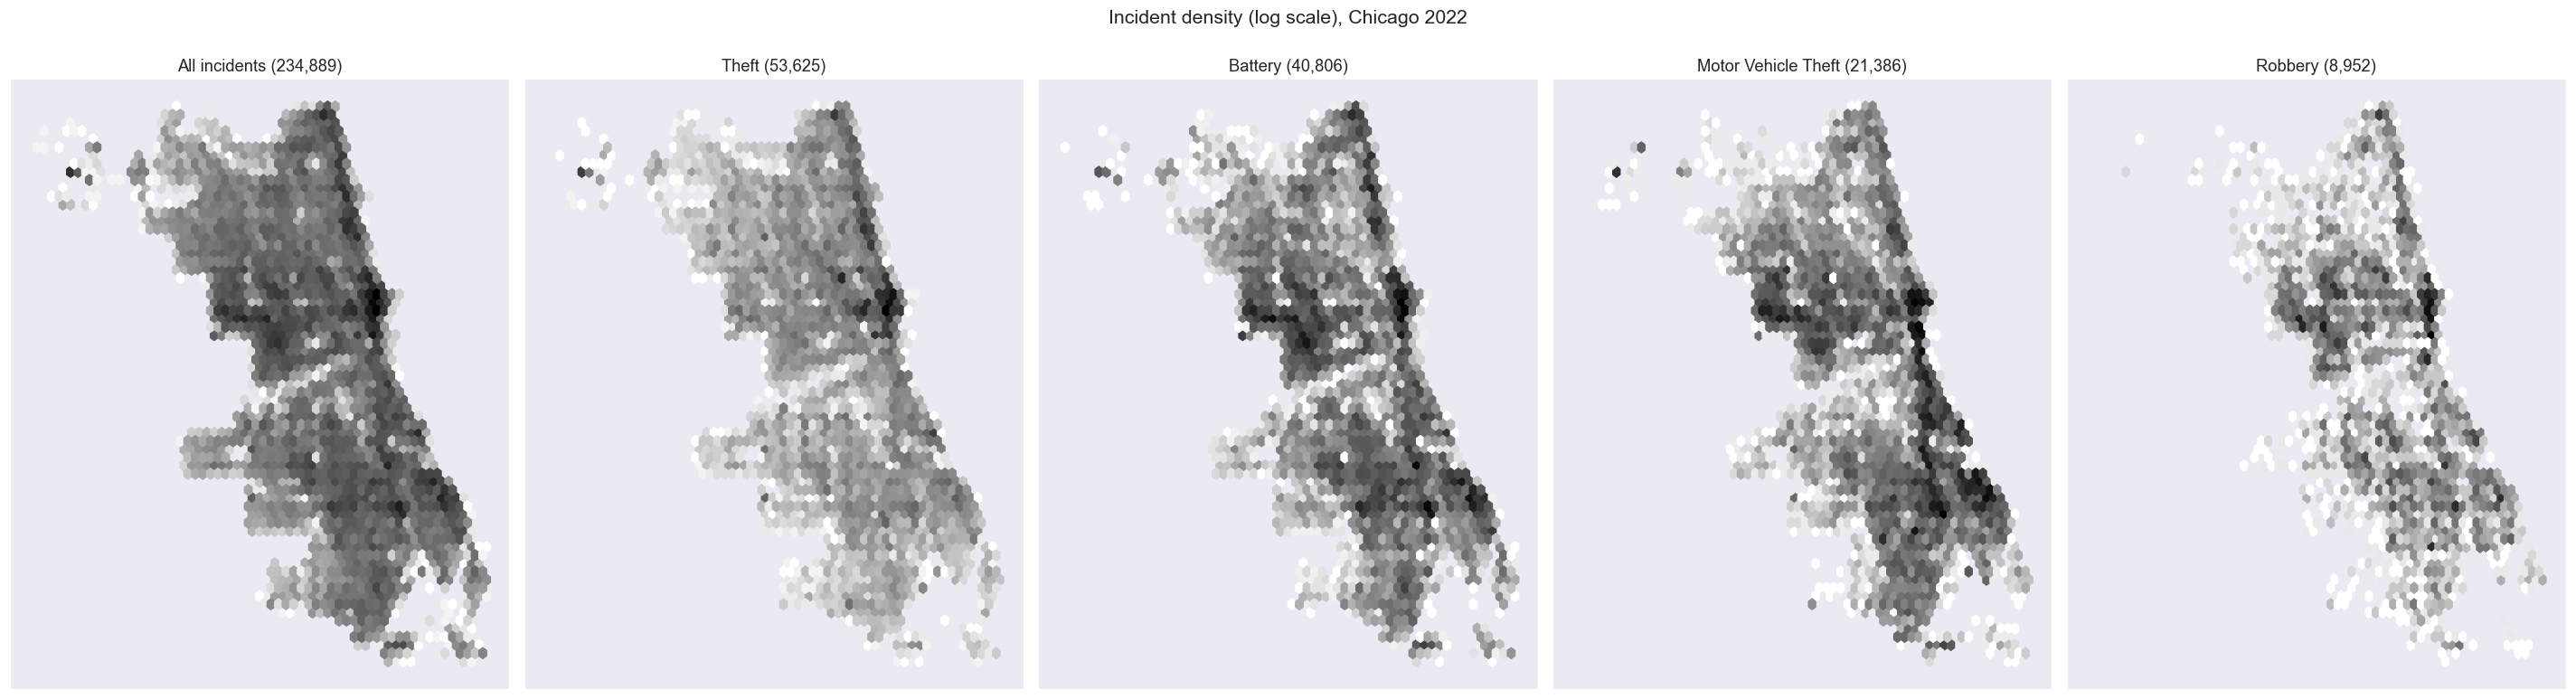 Incident density (log scale), Chicago 2022
All incidents (234,889)
Theft (53,625)
Battery (40,806)
Motor Vehicle Theft (21,386)
Robbery (8,952)